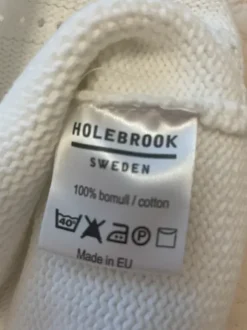 HOLEBROOK
SWEDEN
100% bomull / cotton
40° P
Made in EU